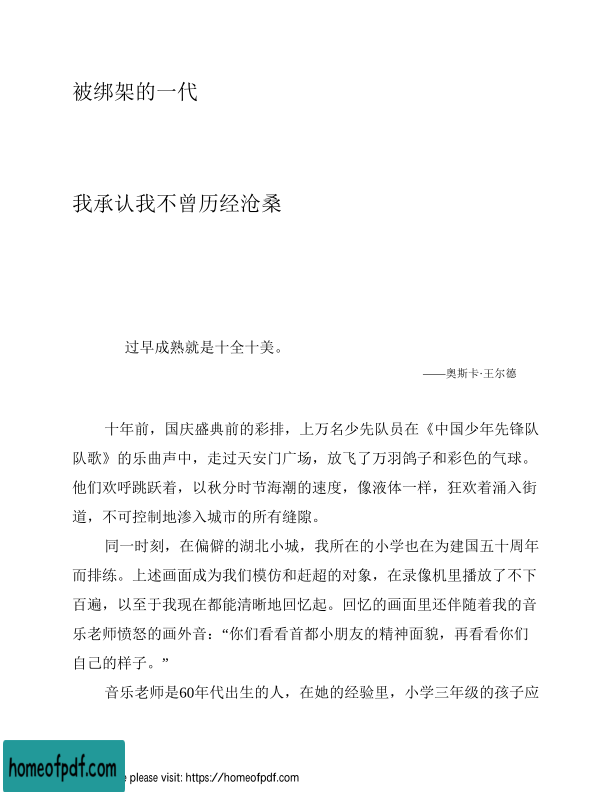 被绑架的一代
我承认我不曾历经沧桑
过早成熟就是十全十美。
——奥斯卡·王尔德
十年前，国庆盛典前的彩排，上万名少先队员在《中国少年先锋队
队歌》的乐曲声中，走过天安门广场，放飞了万羽鸽子和彩色的气球。
他们欢呼跳跃着，以秋分时节海潮的速度，像液体一样，狂欢着涌入街
道，不可控制地渗入城市的所有缝隙。
同一时刻，在偏僻的湖北小城，我所在的小学也在为建国五十周年
而排练。上述画面成为我们模仿和赶超的对象，在录像机里播放了不下
百遍，以至于我现在都能清晰地回忆起。回忆的画面里还伴随着我的音
乐老师愤怒的画外音：“你们看看首都小朋友的精神面貌，再看看你们
自己的样子。”
音乐老师是60年代出生的人，在她的经验里，小学三年级的孩子应
homeofpdf.com
e please visit: https://homeofpdf.com